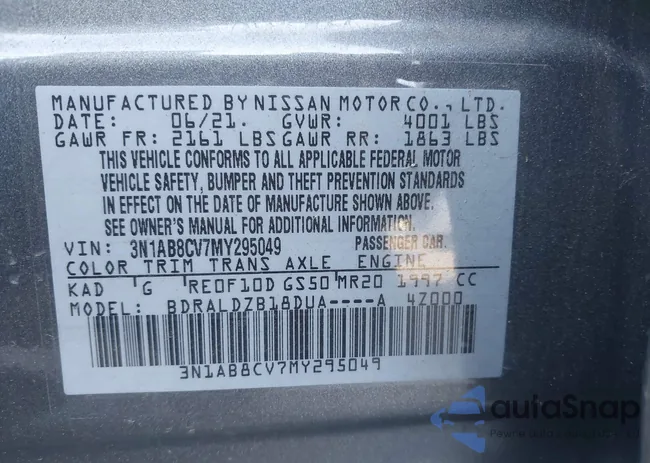 MANUFACTURED BY NISSAN MOTOR CO., LTD.
DATE: 06/21. GVWR: 4001 LBS
GAWR FR: 2161 LBS GAWR RR: 1863 LBS
THIS VEHICLE CONFORMS TO ALL APPLICABLE FEDERAL MOTOR
VEHICLE SAFETY, BUMPER AND THEFT PREVENTION STANDARDS
IN EFFECT ON THE DATE OF MANUFACTURE SHOWN ABOVE.
SEE OWNER'S MANUAL FOR ADDITIONAL INFORMATION.
VIN: 3N1AB8CV7MY295049 PASSENGER CAR.
COLOR TRIM TRANS AXLE ENGINE
KAD G RE0F10D GS50 MR20 1997 CC
MODEL: BDRALDZB18DUA----A 4Z000
3N1AB8CV7MY295049
autoSnap